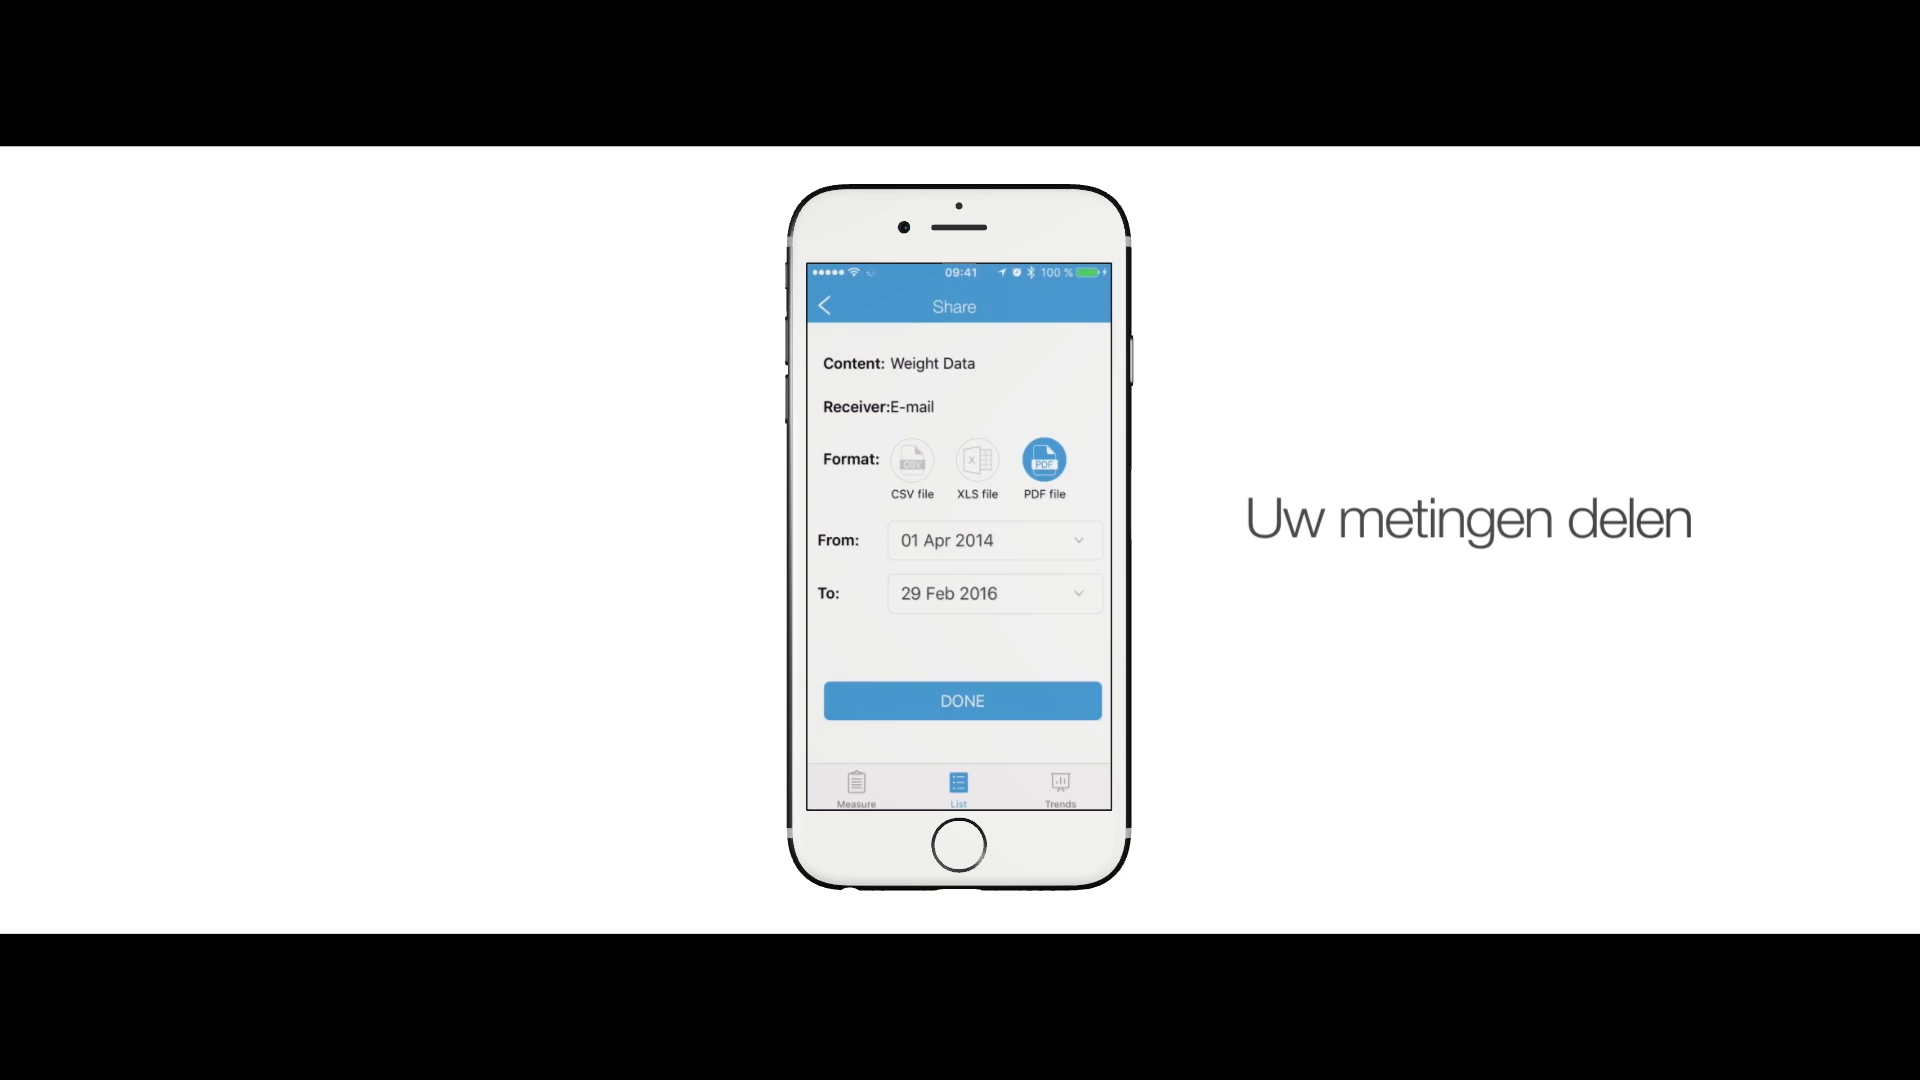 09:41
100 %
Share
Content: Weight Data
Receiver:E-mail
Format:
CSV
X
PDF
CSV file
XLS file
PDF file
From: 01 Apr 2014
To: 29 Feb 2016
DONE
Measure
List
Trends
Uw metingen delen